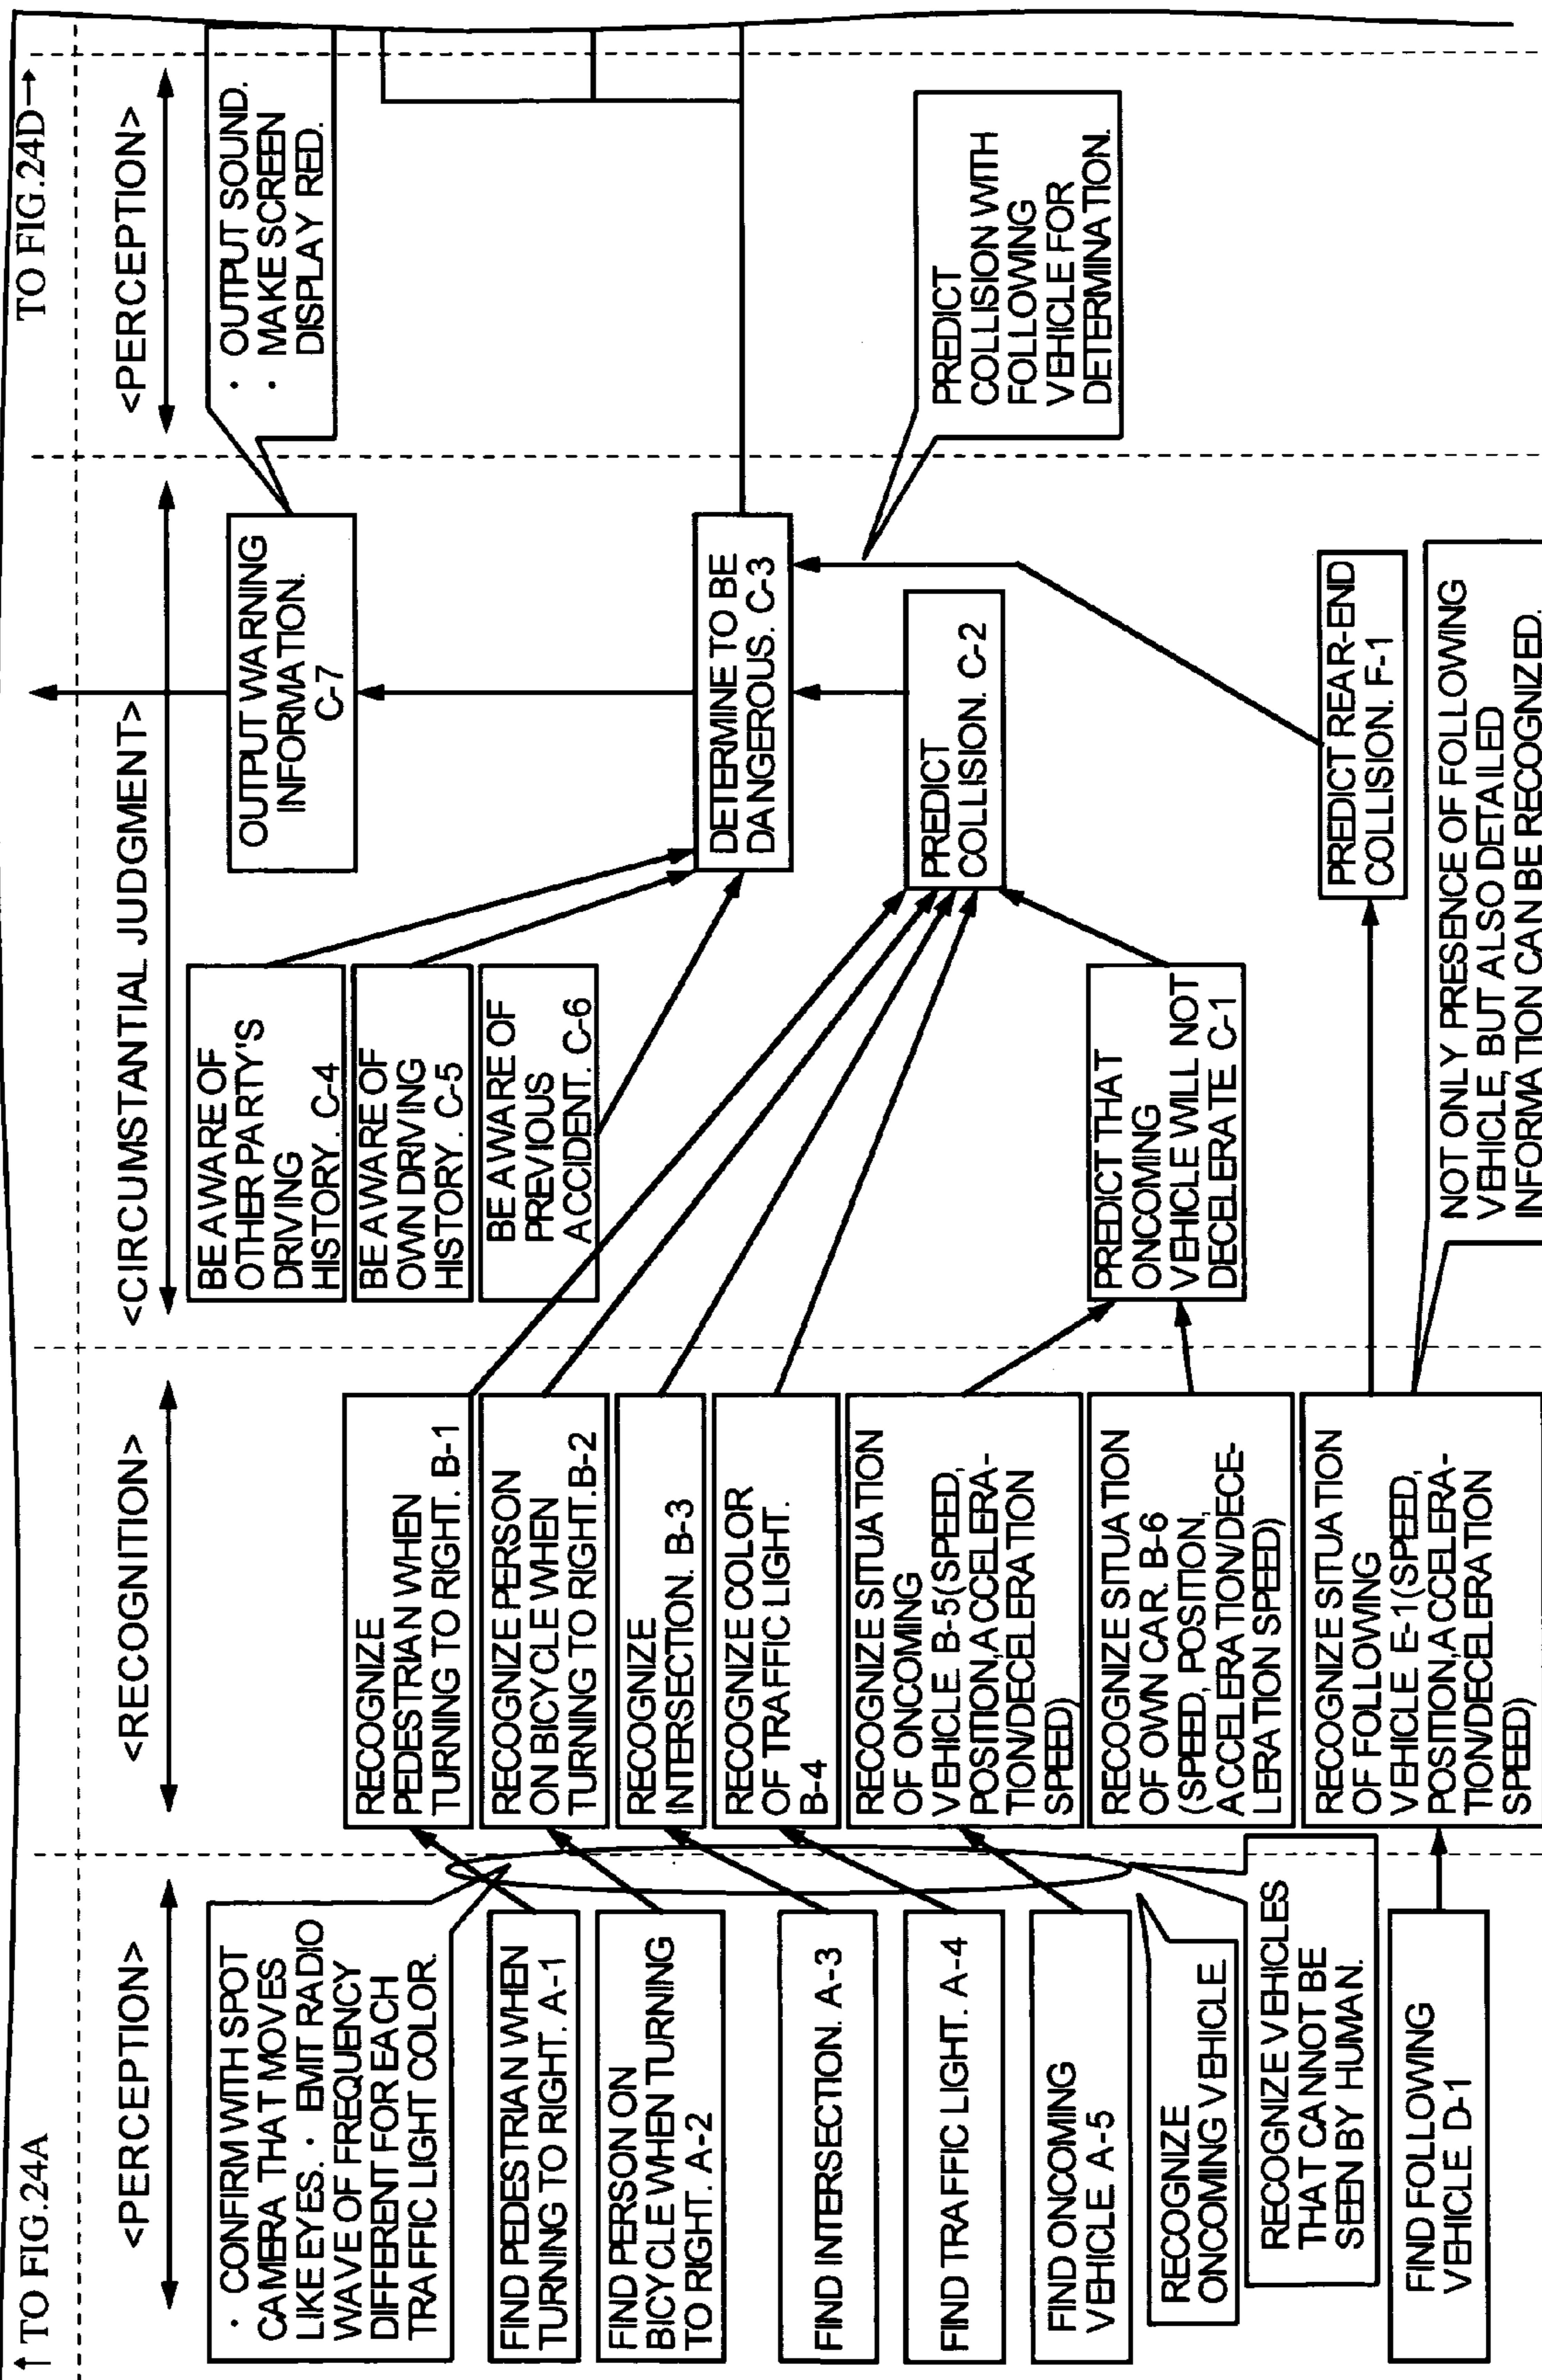 ↑ TO FIG.24A
TO FIG.24D→
<PERCEPTION>
<RECOGNITION>
<CIRCUMSTANTIAL JUDGMENT>
<PERCEPTION>
· CONFIRM WITH SPOT
CAMERA THAT MOVES
LIKE EYES. · EMIT RADIO
WAVE OF FREQUENCY
DIFFERENT FOR EACH
TRAFFIC LIGHT COLOR.
FIND PEDESTRIAN WHEN
TURNING TO RIGHT. A-1
FIND PERSON ON
BICYCLE WHEN TURNING
TO RIGHT. A-2
FIND INTERSECTION. A-3
FIND TRAFFIC LIGHT. A-4
FIND ONCOMING
VEHICLE. A-5
RECOGNIZE
ONCOMING VEHICLE.
RECOGNIZE VEHICLES
THAT CANNOT BE
SEEN BY HUMAN.
FIND FOLLOWING
VEHICLE. D-1
RECOGNIZE
PEDESTRIAN WHEN
TURNING TO RIGHT. B-1
RECOGNIZE PERSON
ON BICYCLE WHEN
TURNING TO RIGHT.B-2
RECOGNIZE
INTERSECTION. B-3
RECOGNIZE COLOR
OF TRAFFIC LIGHT.
B-4
RECOGNIZE SITUATION
OF ONCOMING
VEHICLE. B-5(SPEED,
POSITION,ACCELERA-
TION/DECELERATION
SPEED)
RECOGNIZE SITUATION
OF OWN CAR. B-6
(SPEED, POSITION,
ACCELERATION/DECE-
LERATION SPEED)
RECOGNIZE SITUATION
OF FOLLOWING
VEHICLE. E-1(SPEED,
POSITION,ACCELERA-
TION/DECELERATION
SPEED)
BE AWARE OF
OTHER PARTY'S
DRIVING
HISTORY. C-4
BE AWARE OF
OWN DRIVING
HISTORY. C-5
BE AWARE OF
PREVIOUS
ACCIDENT. C-6
PREDICT THAT
ONCOMING
VEHICLE WILL NOT
DECELERATE. C-1
OUTPUT WARNING
INFORMATION.
C-7
DETERMINE TO BE
DANGEROUS. C-3
PREDICT
COLLISION. C-2
PREDICT REAR-END
COLLISION. F-1
NOT ONLY PRESENCE OF FOLLOWING
VEHICLE, BUT ALSO DETAILED
INFORMATION CAN BE RECOGNIZED.
· OUTPUT SOUND.
· MAKE SCREEN
DISPLAY RED.
PREDICT
COLLISION WITH
FOLLOWING
VEHICLE FOR
DETERMINATION.